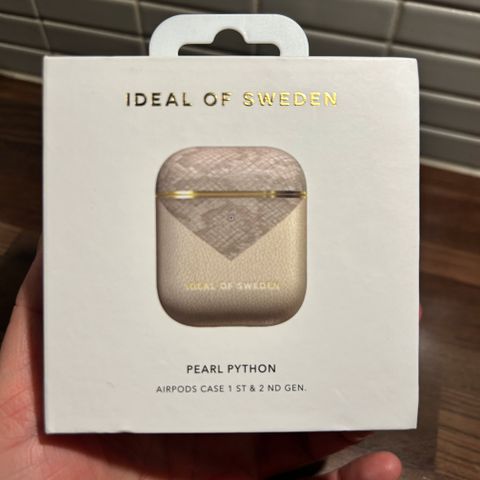 IDEAL OF SWEDEN
IDEAL OF SWEDEN
PEARL PYTHON
AIRPODS CASE 1 ST & 2 ND GEN.